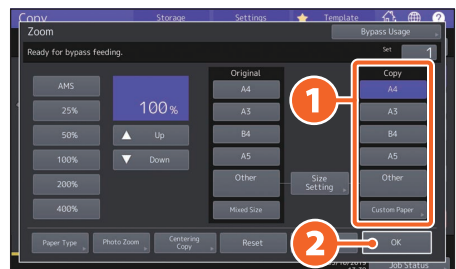 Copy Storage Settings Template ?
Zoom Bypass Usage
Ready for bypass feeding. Set 1
Original Copy
AMS A4 A4
25% 100% A3 A3
50% Up B4 B4
100% Down A5 A5
200% Other Size Setting Other
400% Mixed Size Custom Paper
Paper Type Photo Zoom Centering Copy Reset OK
Job Status
1
2